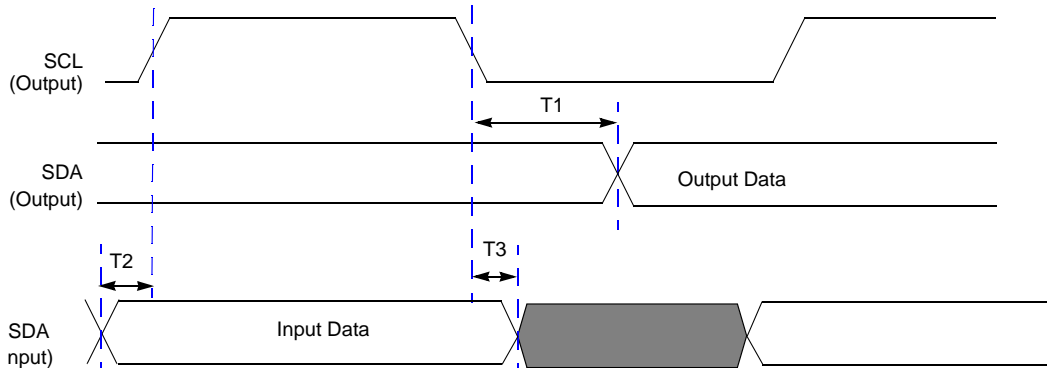 SCL
(Output)
T1
SDA
(Output)
Output Data
T2
T3
SDA
nput)
Input Data